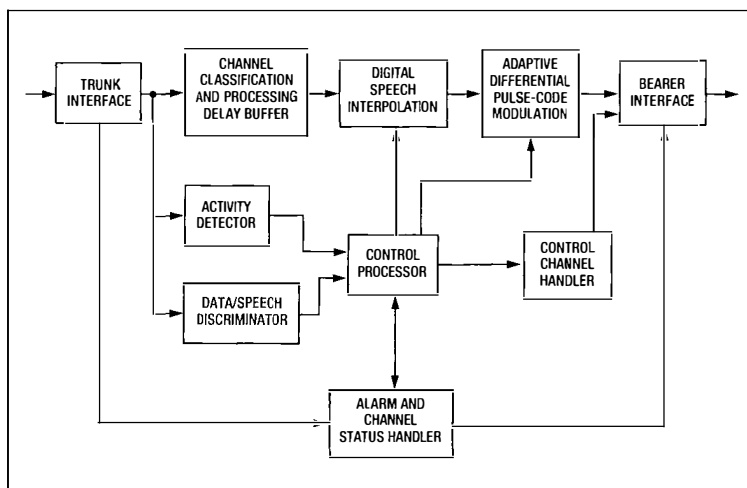 TRUNK
INTERFACE
CHANNEL
CLASSIFICATION
AND PROCESSING
DELAY BUFFER
DIGITAL
SPEECH
INTERPOLATION
ADAPTIVE
DIFFERENTIAL
PULSE-CODE
MODULATION
BEARER
INTERFACE
ACTIVITY
DETECTOR
DATA/SPEECH
DISCRIMINATOR
CONTROL
PROCESSOR
CONTROL
CHANNEL
HANDLER
ALARM AND
CHANNEL
STATUS HANDLER